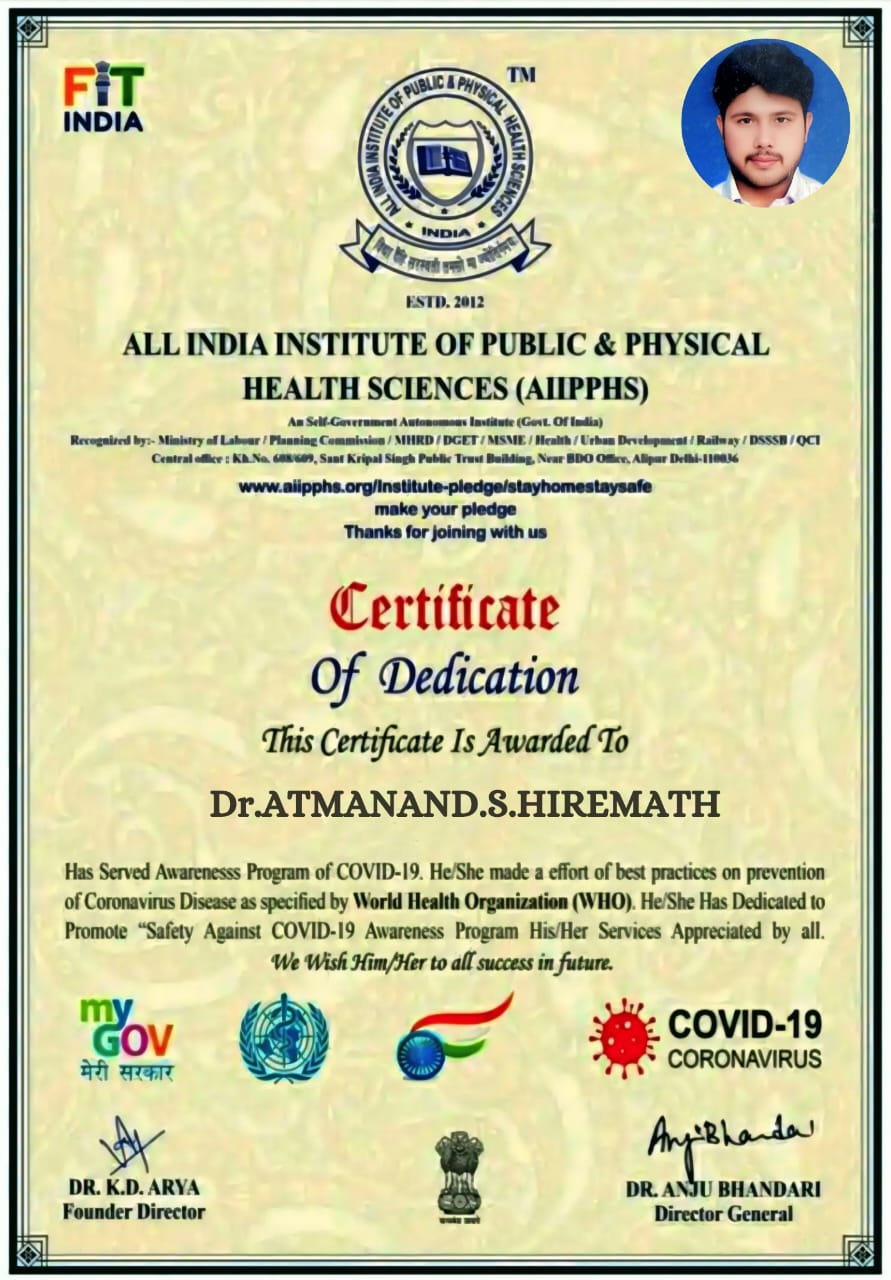 FiT
INDIA
TM
ALL INDIA INSTITUTE OF PUBLIC & PHYSICAL HEALTH SCIENCES
INDIA
ESTD. 2012
ALL INDIA INSTITUTE OF PUBLIC & PHYSICAL
HEALTH SCIENCES (AIIPPHS)
An Self-Government Autonomous Institute (Govt. Of India)
Recognized by:- Ministry of Labour / Planning Commission / MHRD / DGET / MSME / Health / Urban Development / Railway / DSSSB / QCI
Central office : Kh.No. 608/609, Sant Kripal Singh Public Trust Building, Near BDO Office, Alipur Delhi-110036
www.aiipphs.org/Institute-pledge/stayhomestaysafe
make your pledge
Thanks for joining with us
Certificate
Of Dedication
This Certificate Is Awarded To
Dr.ATMANAND.S.HIREMATH
Has Served Awarenesss Program of COVID-19. He/She made a effort of best practices on prevention
of Coronavirus Disease as specified by World Health Organization (WHO). He/She Has Dedicated to
Promote “Safety Against COVID-19 Awareness Program His/Her Services Appreciated by all.
We Wish Him/Her to all success in future.
my
GOV
मेरी सरकार
COVID-19
CORONAVIRUS
Anju Bhandari
DR. K.D. ARYA
Founder Director
DR. ANJU BHANDARI
Director General
सत्यमेव जयते